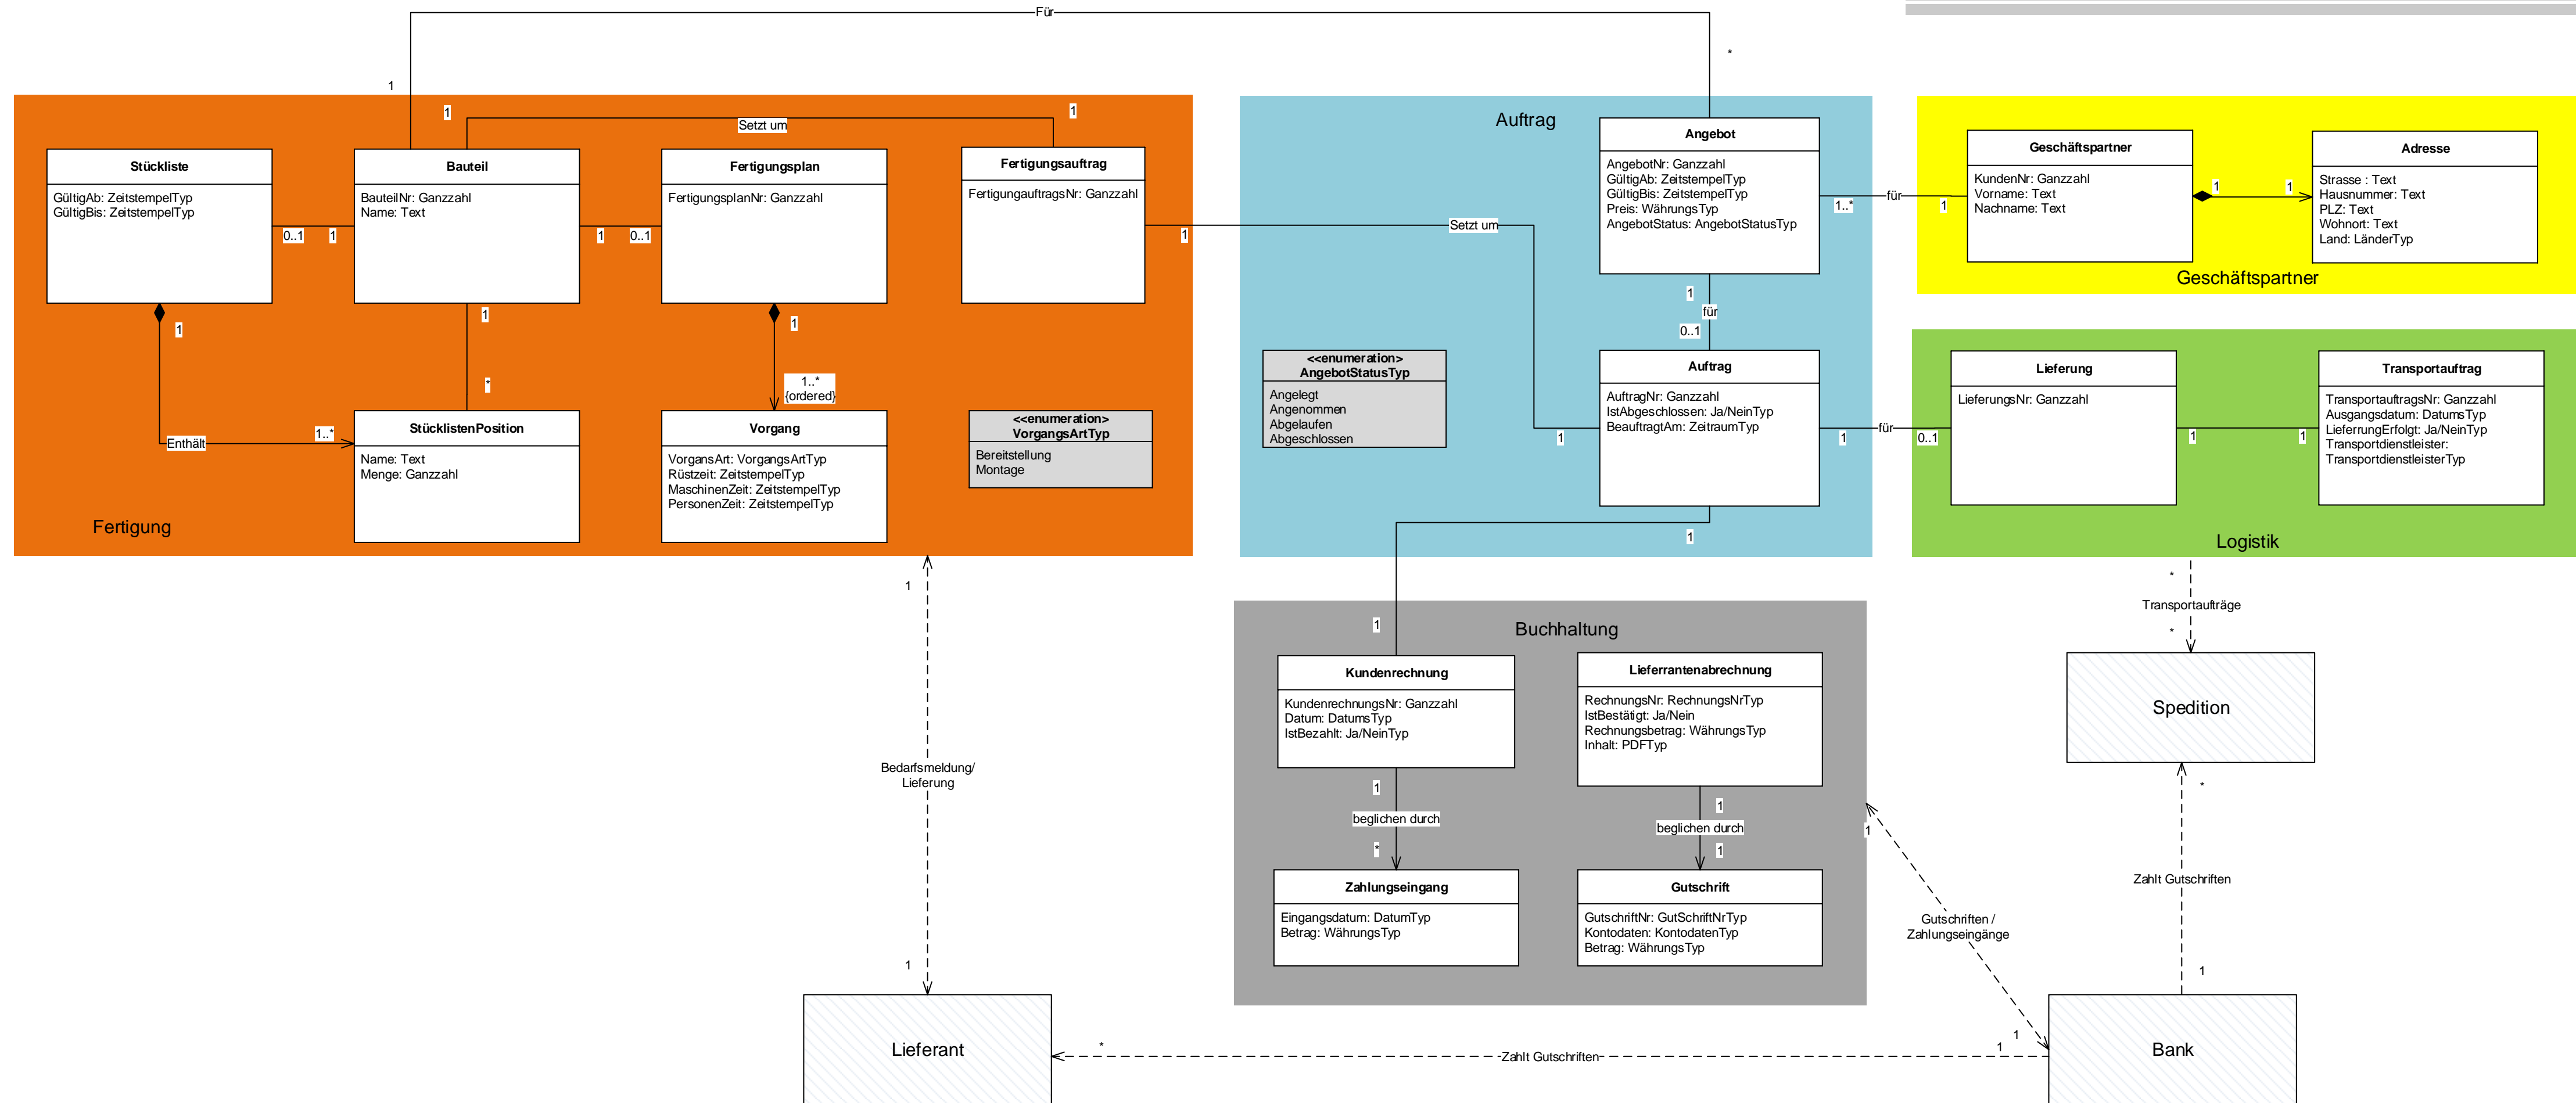 Für
*
1
Fertigung
1
Setzt um
1
Stückliste
GültigAb: ZeitstempelTyp
GültigBis: ZeitstempelTyp
0..1
1
Bauteil
BauteilNr: Ganzzahl
Name: Text
1
0..1
Fertigungsplan
FertigungsplanNr: Ganzzahl
Fertigungsauftrag
FertigungauftragsNr: Ganzzahl
1
Setzt um
1
1
Enthält
1..*
1
*
StücklistenPosition
Name: Text
Menge: Ganzzahl
1
1..*
{ordered}
Vorgang
VorgansArt: VorgangsArtTyp
Rüstzeit: ZeitstempelTyp
MaschinenZeit: ZeitstempelTyp
PersonenZeit: ZeitstempelTyp
<<enumeration>
VorgangsArtTyp
Bereitstellung
Montage
Auftrag
Angebot
AngebotNr: Ganzzahl
GültigAb: ZeitstempelTyp
GültigBis: ZeitstempelTyp
Preis: WährungsTyp
AngebotStatus: AngebotStatusTyp
1..*
für
1
1
für
0..1
<<enumeration>
AngebotStatusTyp
Angelegt
Angenommen
Abgelaufen
Abgeschlossen
Auftrag
AuftragNr: Ganzzahl
IstAbgeschlossen: Ja/NeinTyp
BeauftragtAm: ZeitraumTyp
1
für
0..1
1
Geschäftspartner
KundenNr: Ganzzahl
Vorname: Text
Nachname: Text
1
1
Adresse
Strasse : Text
Hausnummer: Text
PLZ: Text
Wohnort: Text
Land: LänderTyp
Geschäftspartner
Lieferung
LieferungsNr: Ganzzahl
1
1
Transportauftrag
TransportauftragsNr: Ganzzahl
Ausgangsdatum: DatumsTyp
LieferungErfolgt: Ja/NeinTyp
Transportdienstleister:
TransportdienstleisterTyp
Logistik
*
Transportaufträge
*
Spedition
Buchhaltung
1
Kundenrechnung
KundenrechnungsNr: Ganzzahl
Datum: DatumsTyp
IstBezahlt: Ja/NeinTyp
1
beglichen durch
*
Zahlungseingang
Eingangsdatum: DatumTyp
Betrag: WährungsTyp
Lieferrantenabrechnung
RechnungsNr: RechnungsNrTyp
IstBestätigt: Ja/Nein
Rechnungsbetrag: WährungsTyp
Inhalt: PDFTyp
1
beglichen durch
1
Gutschrift
GutschriftNr: GutSchriftNrTyp
Kontodaten: KontodatenTyp
Betrag: WährungsTyp
1
Gutschriften /
Zahlungseingänge
1
*
Zahlt Gutschriften
1
1
Bedarfsmeldung/
Lieferung
1
Lieferant
*
Zahlt Gutschriften
1
Bank